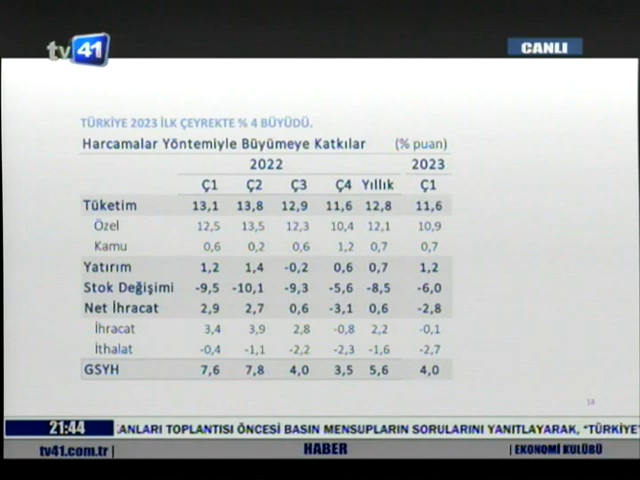 tv41
CANLI
TÜRKİYE 2023 İLK ÇEYREKTE % 4 BÜYÜDÜ.
Harcamalar Yöntemiyle Büyümeye Katkılar (% puan)
2022 2023
Ç1 Ç2 Ç3 Ç4 Yıllık Ç1
Tüketim 13,1 13,8 12,9 11,6 12,8 11,6
Özel 12,5 13,5 12,3 10,4 12,1 10,9
Kamu 0,6 0,2 0,6 1,2 0,7 0,7
Yatırım 1,2 1,4 -0,2 0,6 0,7 1,2
Stok Değişimi -9,5 -10,1 -9,3 -5,6 -8,5 -6,0
Net İhracat 2,9 2,7 0,6 -3,1 0,6 -2,8
İhracat 3,4 3,9 2,8 -0,8 2,2 -0,1
İthalat -0,4 -1,1 -2,2 -2,3 -1,6 -2,7
GSYH 7,6 7,8 4,0 3,5 5,6 4,0
21:44 ANLARI TOPLANTISI ÖNCESİ BASIN MENSUPLARIN SORULARINI YANITLAYARAK, "TÜRKİYE
tv41.com.tr | HABER | EKONOMİ KULÜBÜ